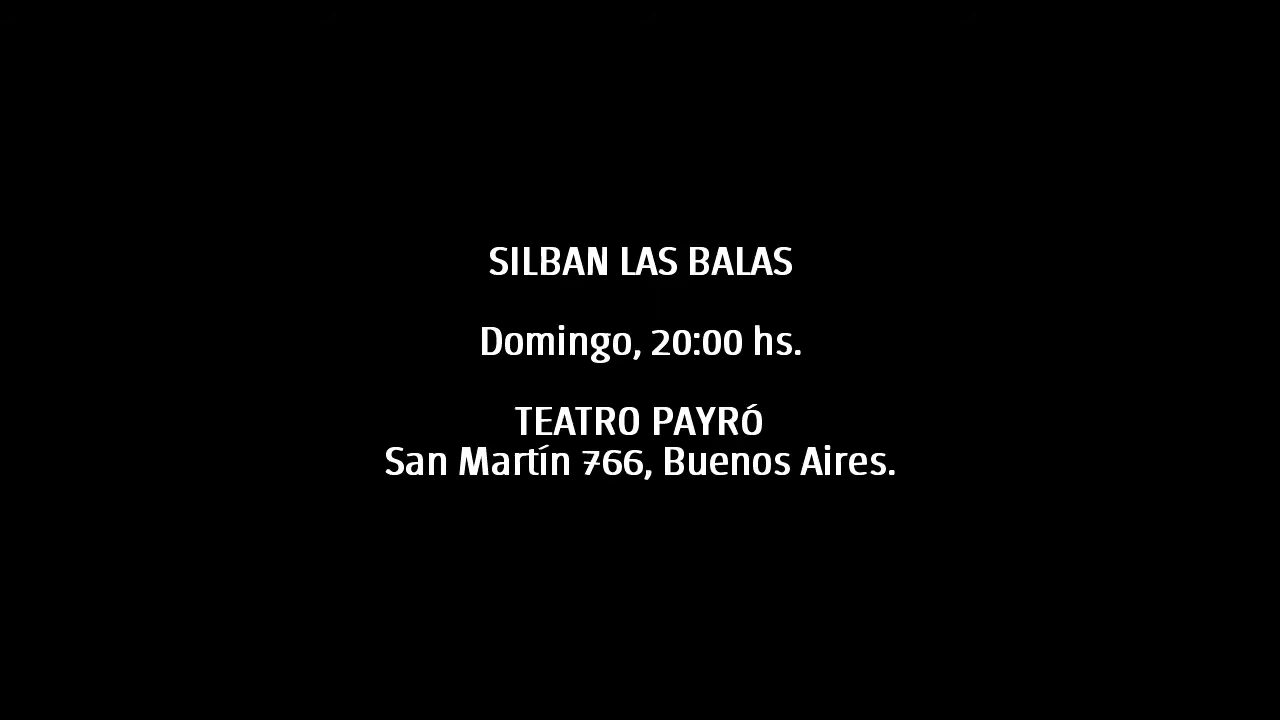 SILBAN LAS BALAS
Domingo, 20:00 hs.
TEATRO PAYRÓ
San Martín 766, Buenos Aires.